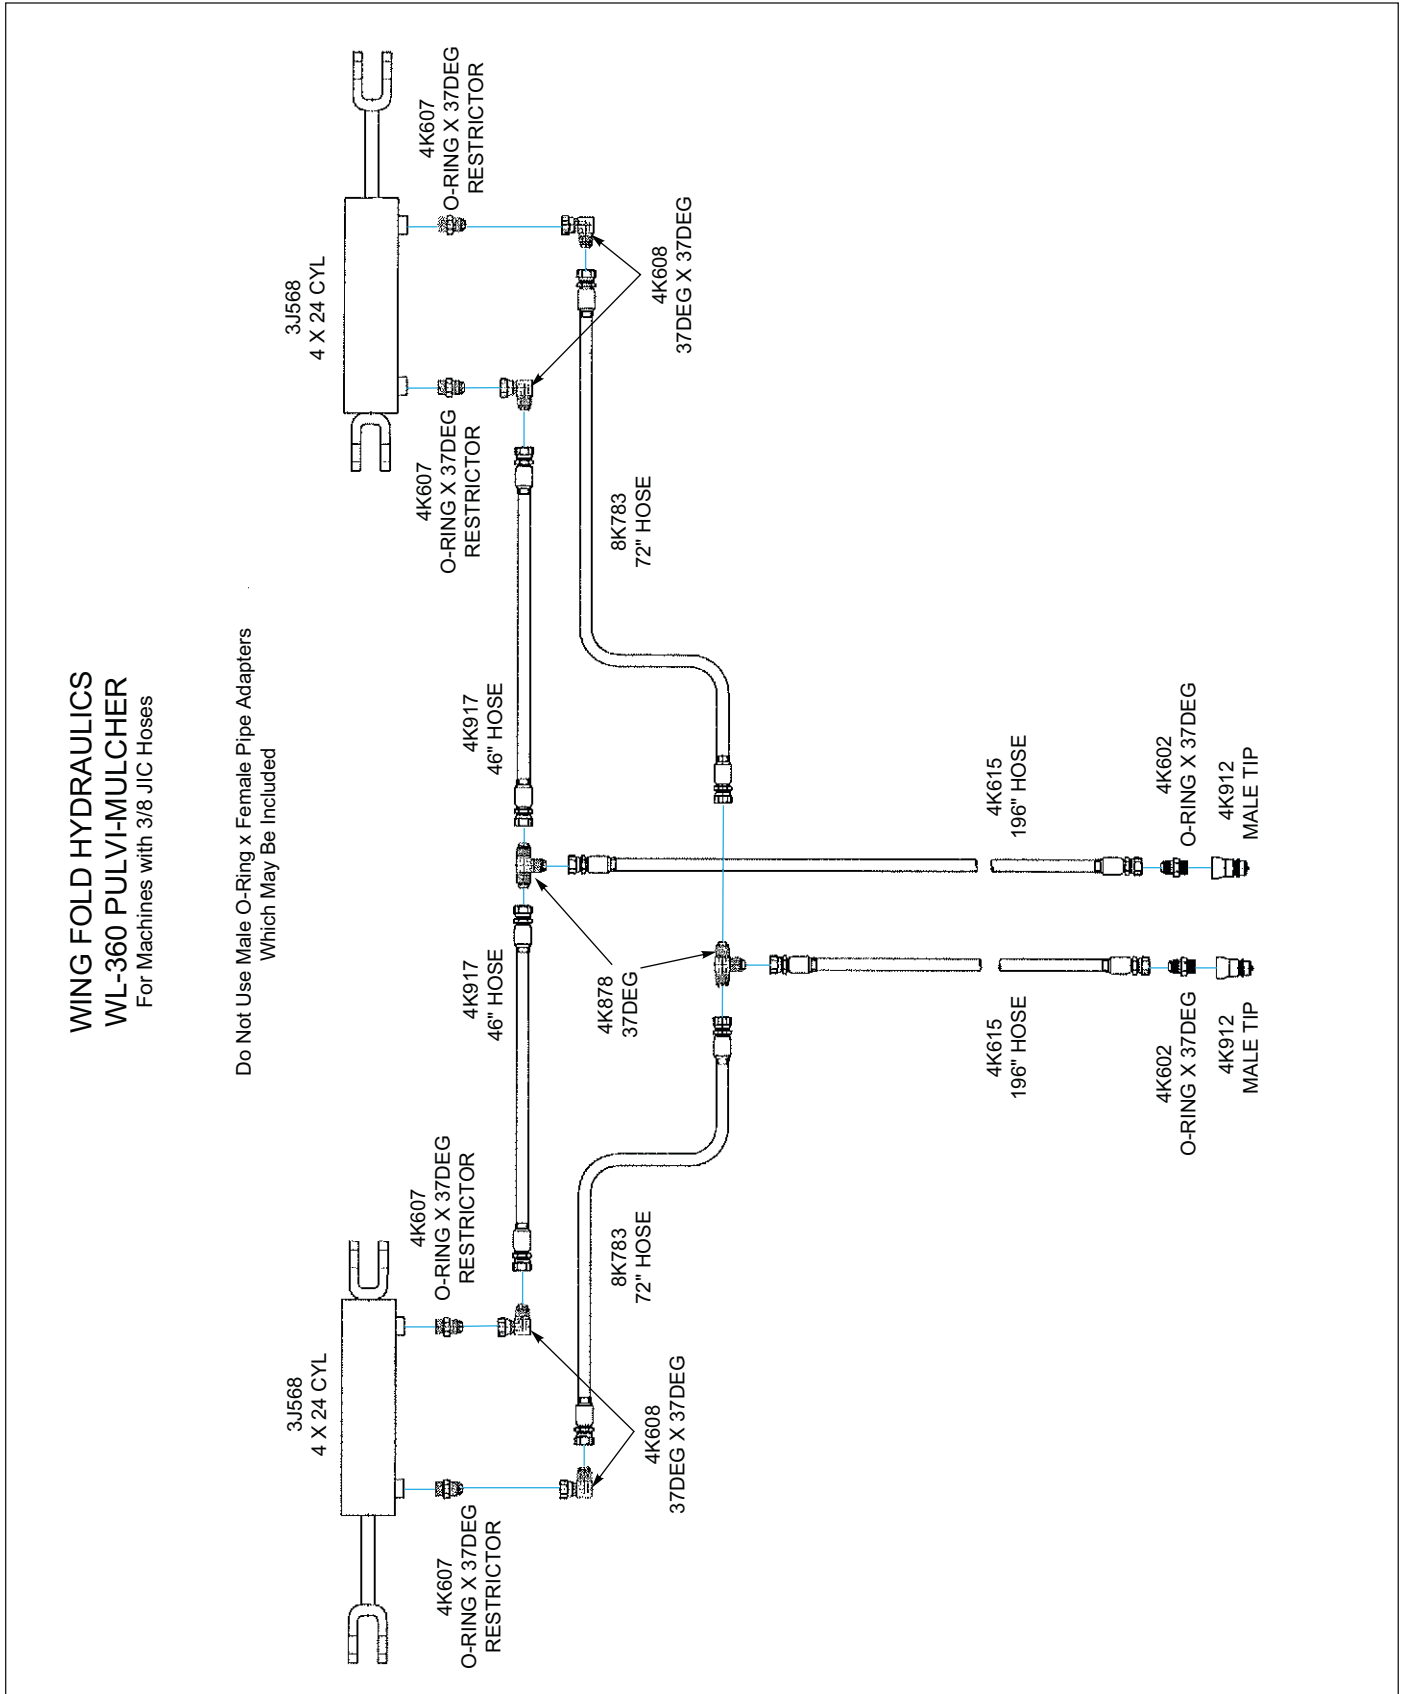 WING FOLD HYDRAULICS
WL-360 PULVI-MULCHER
For Machines with 3/8 JIC Hoses
Do Not Use Male O-Ring x Female Pipe Adapters
Which May Be Included
3J568
4 X 24 CYL
3J568
4 X 24 CYL
4K607
O-RING X 37DEG
RESTRICTOR
4K607
O-RING X 37DEG
RESTRICTOR
4K607
O-RING X 37DEG
RESTRICTOR
4K607
O-RING X 37DEG
RESTRICTOR
4K917
46" HOSE
4K917
46" HOSE
4K608
37DEG X 37DEG
8K783
72" HOSE
4K878
37DEG
8K783
72" HOSE
4K608
37DEG X 37DEG
4K615
196" HOSE
4K615
196" HOSE
4K602
O-RING X 37DEG
4K602
O-RING X 37DEG
4K912
MALE TIP
4K912
MALE TIP